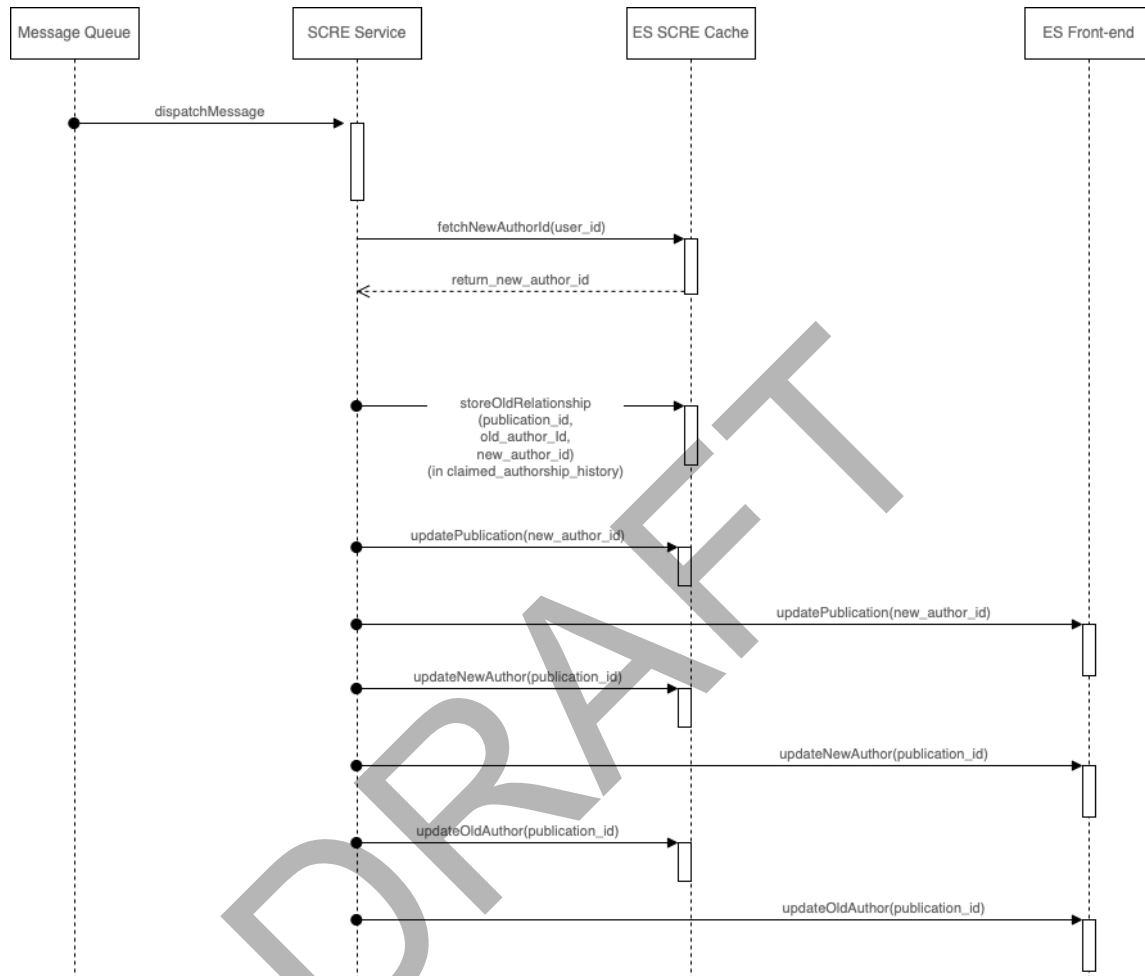 Message Queue
SCRE Service
ES SCRE Cache
ES Front-end
dispatchMessage
fetchNewAuthorId(user_id)
return_new_author_id
storeOldRelationship
(publication_id,
old_author_Id,
new_author_id)
(in claimed_authorship_history)
updatePublication(new_author_id)
updatePublication(new_author_id)
updateNewAuthor(publication_id)
updateNewAuthor(publication_id)
updateOldAuthor(publication_id)
updateOldAuthor(publication_id)
DRAFT